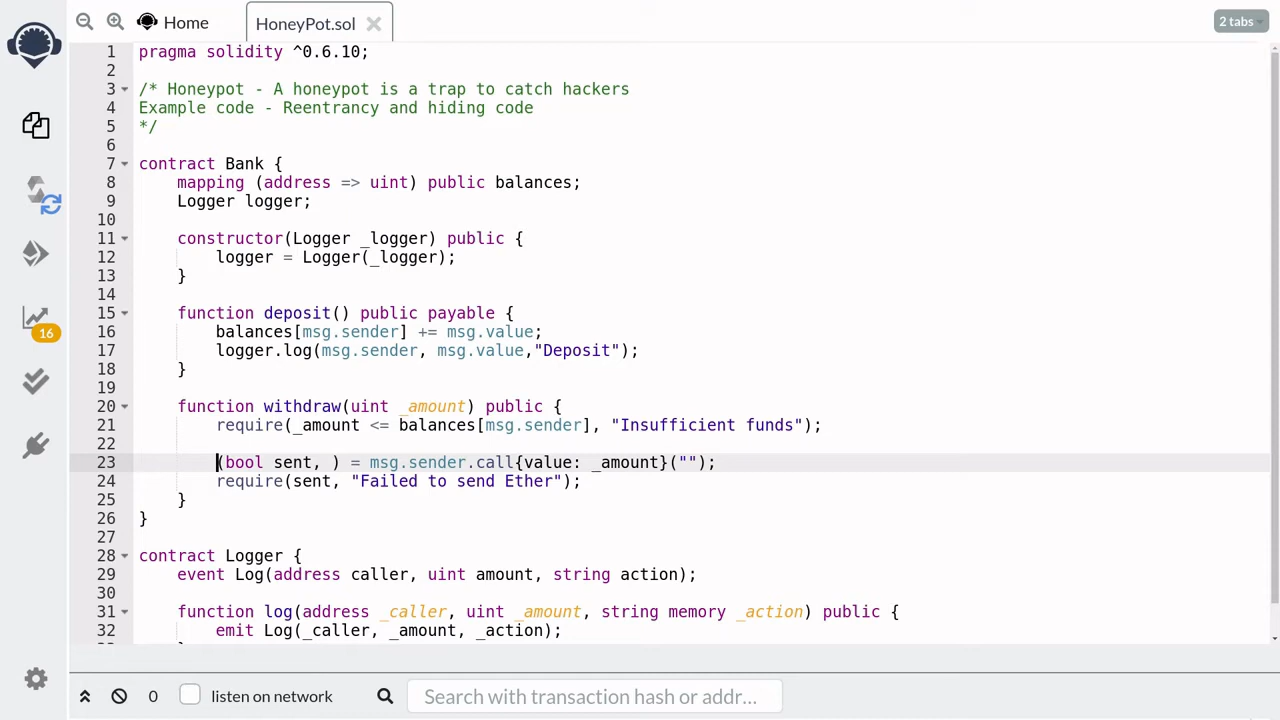 Home
HoneyPot.sol
2 tabs
1 pragma solidity ^0.6.10;
2
3 /* Honeypot - A honeypot is a trap to catch hackers
4 Example code - Reentrancy and hiding code
5 */
6
7 contract Bank {
8 mapping (address => uint) public balances;
9 Logger logger;
10
11 constructor(Logger _logger) public {
12 logger = Logger(_logger);
13 }
14
15 function deposit() public payable {
16 balances[msg.sender] += msg.value;
17 logger.log(msg.sender, msg.value,"Deposit");
18 }
19
20 function withdraw(uint _amount) public {
21 require(_amount <= balances[msg.sender], "Insufficient funds");
22
23 (bool sent, ) = msg.sender.call{value: _amount}("");
24 require(sent, "Failed to send Ether");
25 }
26 }
27
28 contract Logger {
29 event Log(address caller, uint amount, string action);
30
31 function log(address _caller, uint _amount, string memory _action) public {
32 emit Log(_caller, _amount, _action);
16
0
listen on network
Search with transaction hash or addr...